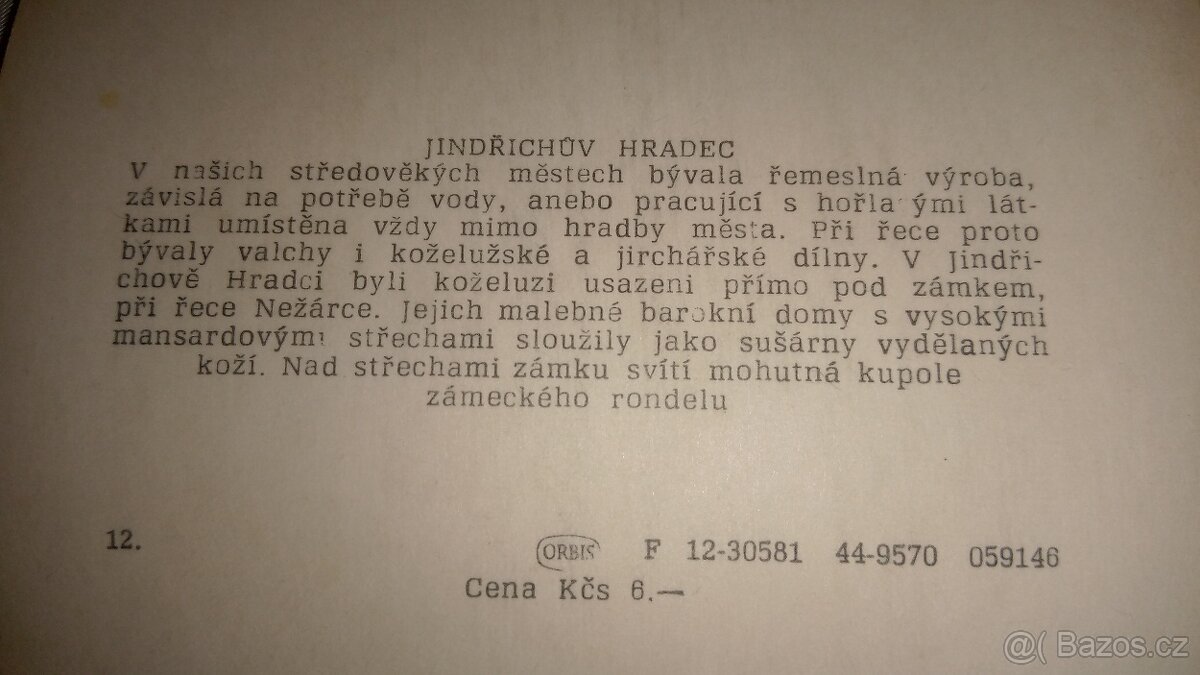 JINDŘICHŮV HRADEC
V našich středověkých městech bývala řemeslná výroba,
závislá na potřebě vody, anebo pracující s hořla ými lát-
kami umístěna vždy mimo hradby města. Při řece proto
bývaly valchy i koželužské a jirchářské dílny. V Jindři-
chově Hradci byli koželuzi usazeni přímo pod zámkem,
při řece Nežárce. Jejich malebné barokní domy s vysokými
mansardovými střechami sloužily jako sušárny vydělaných
koží. Nad střechami zámku svítí mohutná kupole
zámeckého rondelu
12.
ORBIS F 12-30581 44-9570 059146
Cena Kčs 6.—
@( Bazos.cz